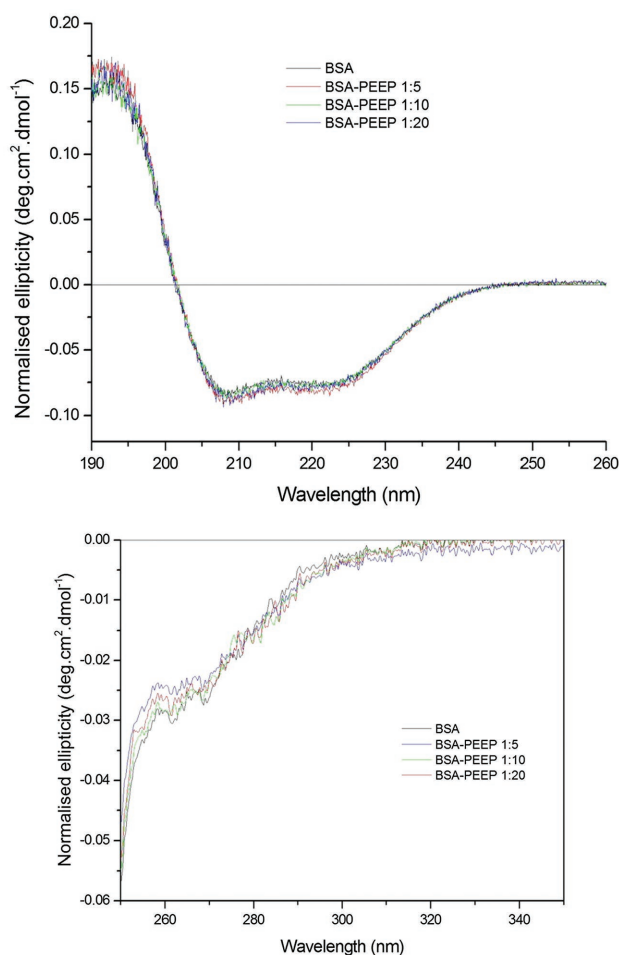 0.20
0.15
0.10
0.05
0.00
-0.05
-0.10
Normalised ellipticity (deg.cm².dmol⁻¹)
BSA
BSA-PEEP 1:5
BSA-PEEP 1:10
BSA-PEEP 1:20
190 200 210 220 230 240 250 260
Wavelength (nm)
0.00
-0.01
-0.02
-0.03
-0.04
-0.05
-0.06
Normalised ellipticity (deg.cm².dmol⁻¹)
BSA
BSA-PEEP 1:5
BSA-PEEP 1:10
BSA-PEEP 1:20
260 280 300 320 340
Wavelength (nm)